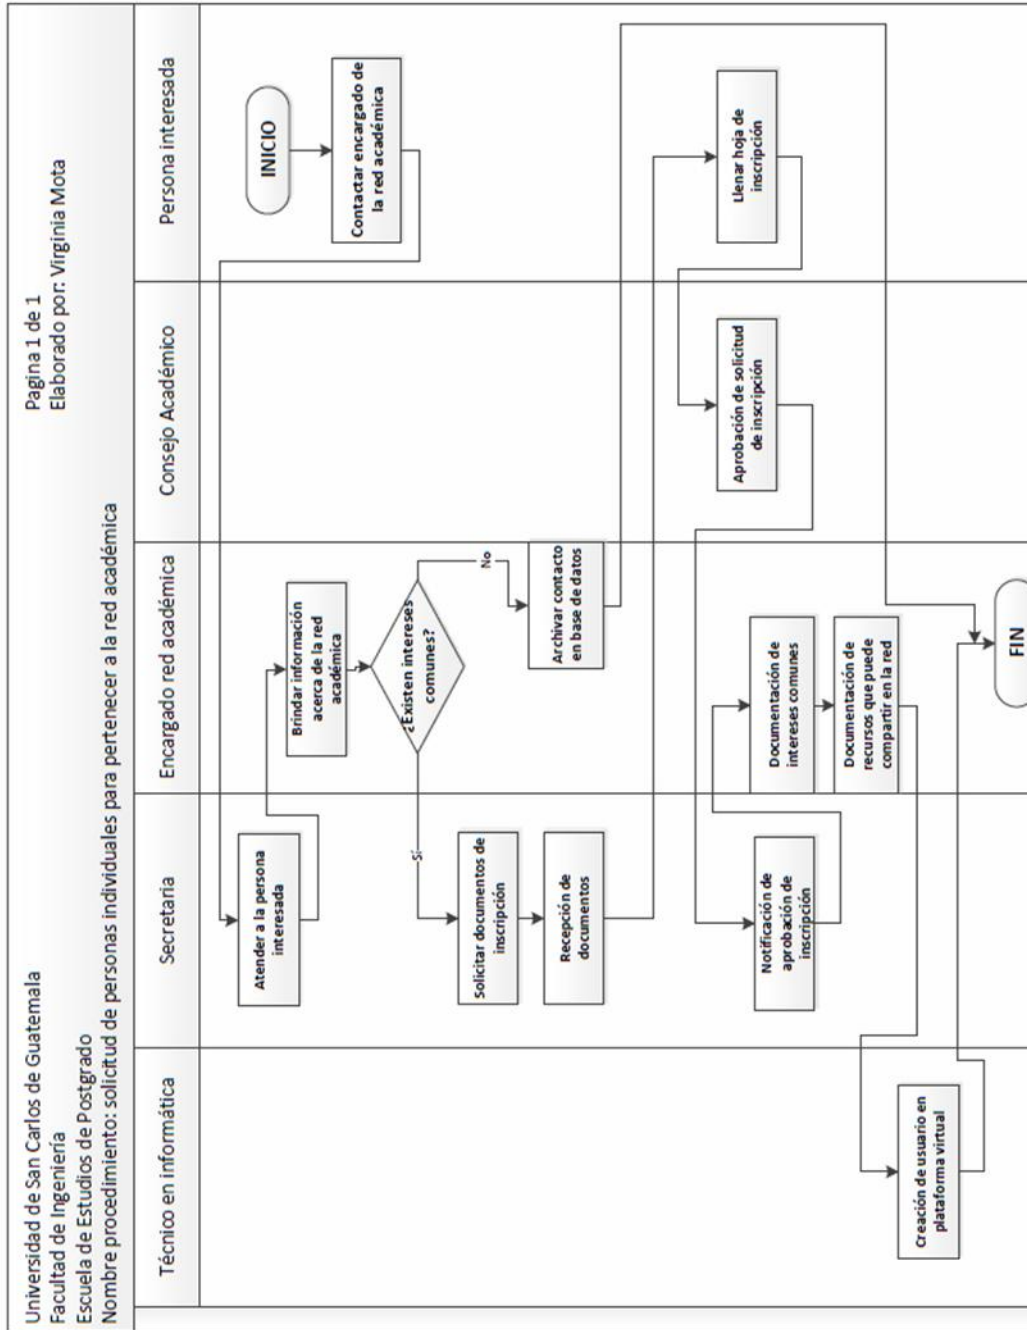 Universidad de San Carlos de Guatemala
Pagina 1 de 1
Facultad de Ingeniería
Elaborado por: Virginia Mota
Escuela de Estudios de Postgrado
Nombre procedimiento: solicitud de personas individuales para pertenecer a la red académica
Técnico en informática
Secretaria
Encargado red académica
Consejo Académico
Persona interesada
INICIO
Contactar encargado de
la red académica
Atender a la persona
interesada
Brindar información
acerca de la red
académica
¿Existen intereses
comunes?
Sí
No
Solicitar documentos de
inscripción
Recepción de
documentos
Archivar contacto
en base de datos
Llenar hoja de
inscripción
Aprobación de solicitud
de inscripción
Notificación de
aprobación de
inscripción
Documentación de
intereses comunes
Documentación de
recursos que puede
compartir en la red
Creación de usuario en
plataforma virtual
FIN